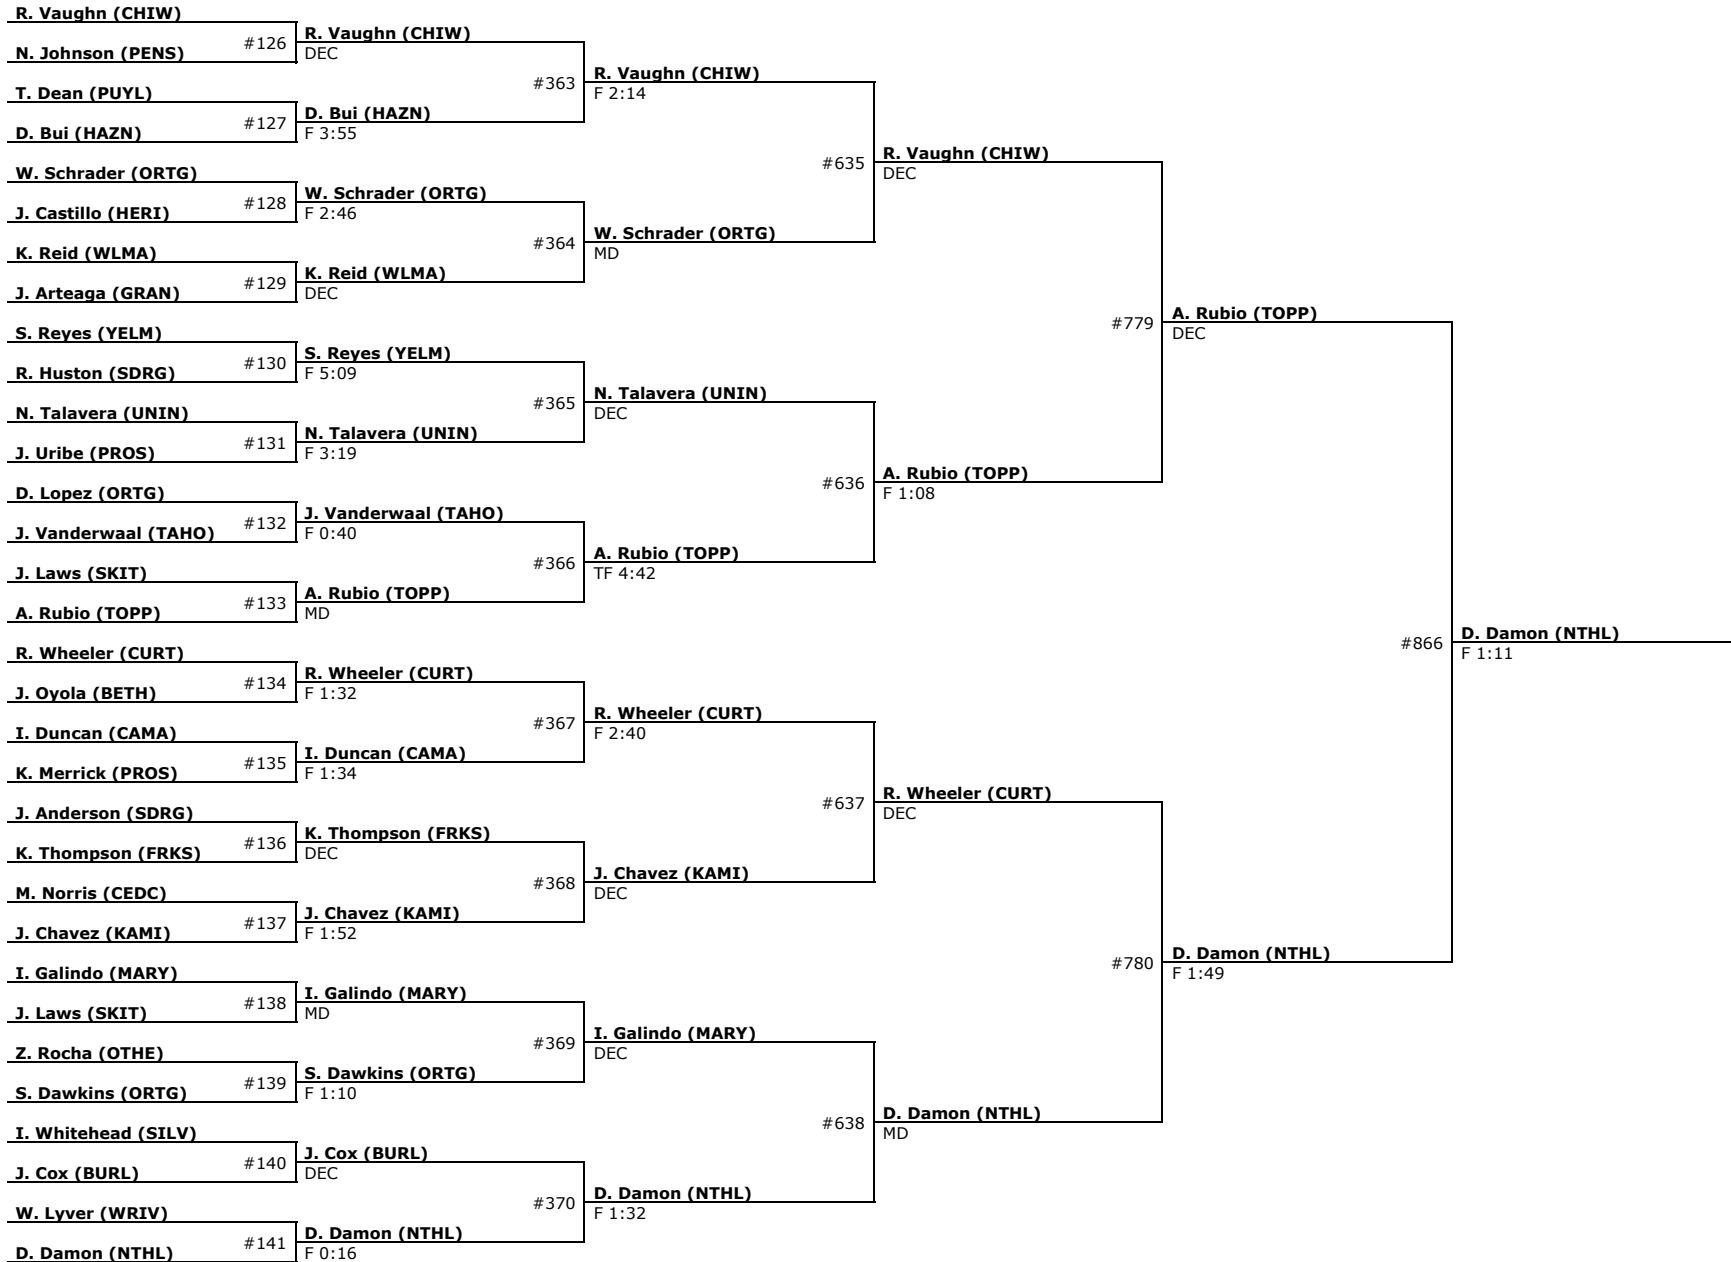 R. Vaughn (CHIW)
N. Johnson (PENS)
T. Dean (PUYL)
D. Bui (HAZN)
W. Schrader (ORTG)
J. Castillo (HERI)
K. Reid (WLMA)
J. Arteaga (GRAN)
S. Reyes (YELM)
R. Huston (SDRG)
N. Talavera (UNIN)
J. Uribe (PROS)
D. Lopez (ORTG)
J. Vanderwaal (TAHO)
J. Laws (SKIT)
A. Rubio (TOPP)
R. Wheeler (CURT)
J. Oyola (BETH)
I. Duncan (CAMA)
K. Merrick (PROS)
J. Anderson (SDRG)
K. Thompson (FRKS)
M. Norris (CEDC)
J. Chavez (KAMI)
I. Galindo (MARY)
J. Laws (SKIT)
Z. Rocha (OTHE)
S. Dawkins (ORTG)
I. Whitehead (SILV)
J. Cox (BURL)
W. Lyver (WRIV)
D. Damon (NTHL)
#126
#127
#128
#129
#130
#131
#132
#133
#134
#135
#136
#137
#138
#139
#140
#141
R. Vaughn (CHIW)
DEC
D. Bui (HAZN)
F 3:55
W. Schrader (ORTG)
F 2:46
K. Reid (WLMA)
DEC
S. Reyes (YELM)
F 5:09
N. Talavera (UNIN)
F 3:19
J. Vanderwaal (TAHO)
F 0:40
A. Rubio (TOPP)
MD
R. Wheeler (CURT)
F 1:32
I. Duncan (CAMA)
F 1:34
K. Thompson (FRKS)
DEC
J. Chavez (KAMI)
F 1:52
I. Galindo (MARY)
MD
S. Dawkins (ORTG)
F 1:10
J. Cox (BURL)
DEC
D. Damon (NTHL)
F 0:16
#363
#364
#365
#366
#367
#368
#369
#370
R. Vaughn (CHIW)
F 2:14
W. Schrader (ORTG)
MD
N. Talavera (UNIN)
DEC
A. Rubio (TOPP)
TF 4:42
R. Wheeler (CURT)
F 2:40
J. Chavez (KAMI)
DEC
I. Galindo (MARY)
DEC
D. Damon (NTHL)
F 1:32
#635
#636
#637
#638
R. Vaughn (CHIW)
DEC
A. Rubio (TOPP)
F 1:08
R. Wheeler (CURT)
DEC
D. Damon (NTHL)
MD
#779
#780
A. Rubio (TOPP)
DEC
D. Damon (NTHL)
F 1:49
#866
D. Damon (NTHL)
F 1:11